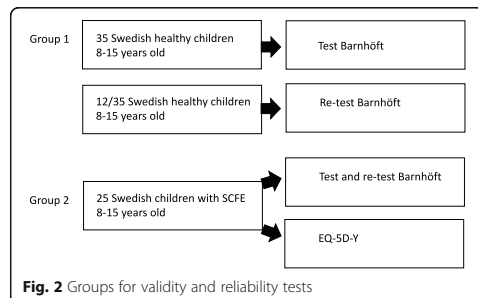 Group 1
35 Swedish healthy children
8-15 years old
Test Barnhöft
12/35 Swedish healthy children
8-15 years old
Re-test Barnhöft
Group 2
25 Swedish children with SCFE
8-15 years old
Test and re-test Barnhöft
EQ-5D-Y
Fig. 2 Groups for validity and reliability tests